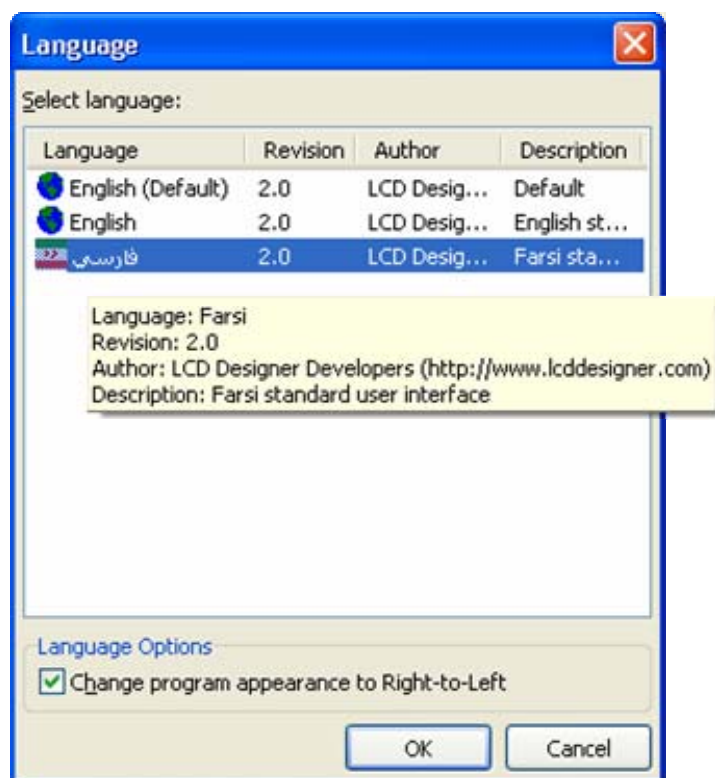 Language
Select language:
Language Revision Author Description
English (Default) 2.0 LCD Desig... Default
English 2.0 LCD Desig... English st...
فارسي 2.0 LCD Desig... Farsi sta...
Language: Farsi
Revision: 2.0
Author: LCD Designer Developers (http://www.lcddesigner.com)
Description: Farsi standard user interface
Language Options
Change program appearance to Right-to-Left
OK Cancel